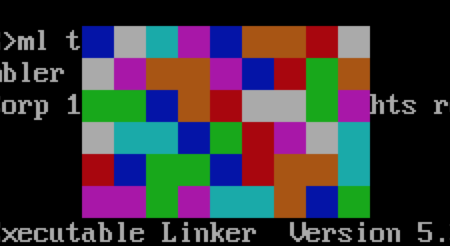 >ml t
bler
orp 1 hts r
xecutable Linker Version 5.